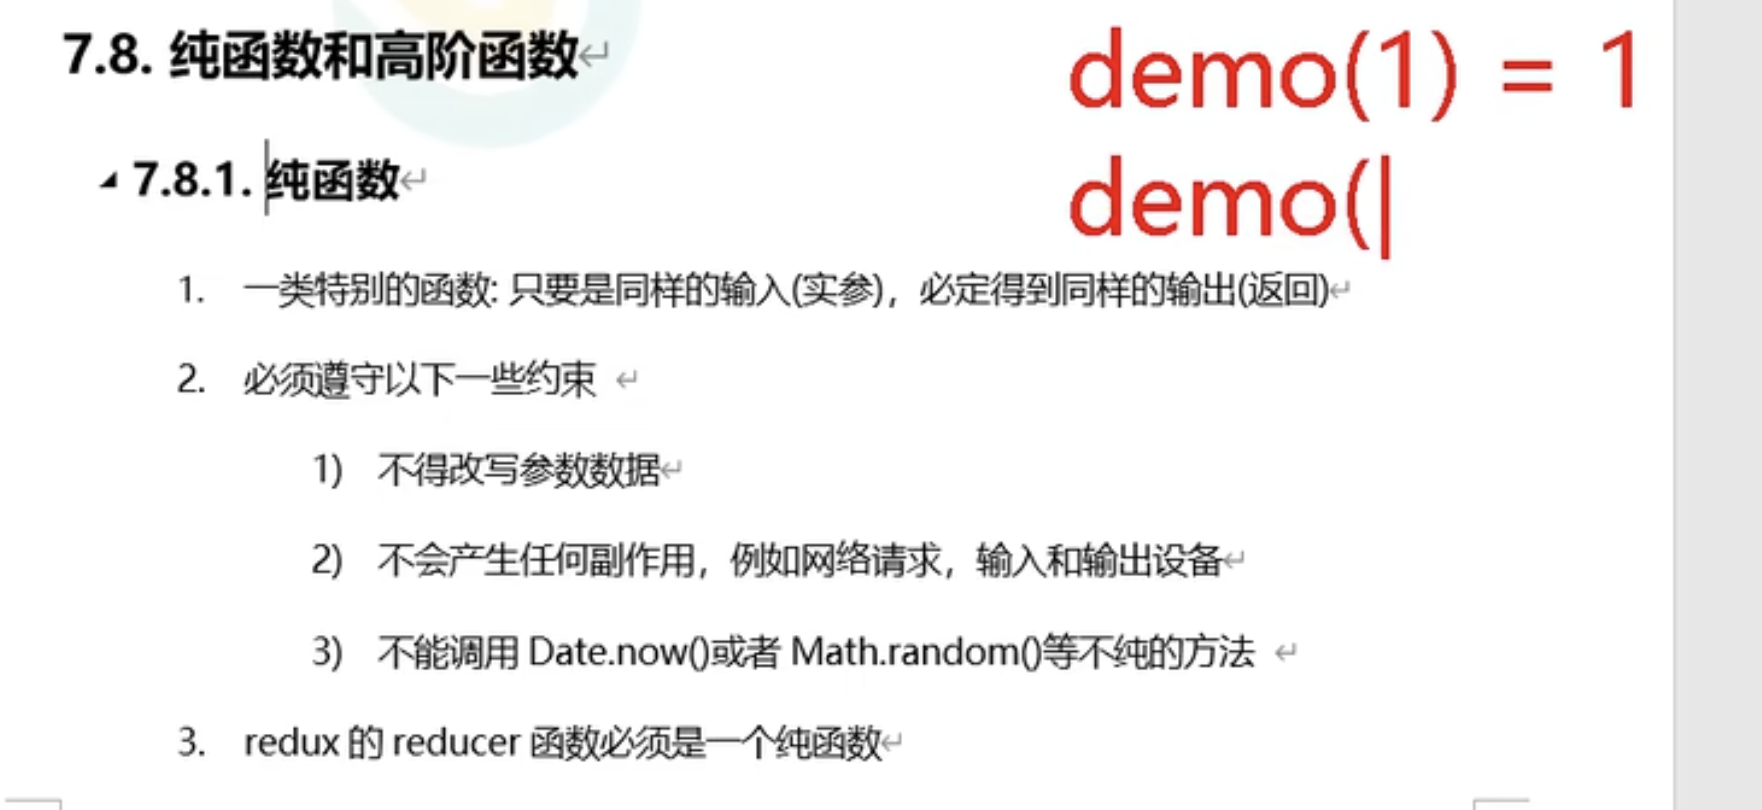 7.8. 纯函数和高阶函数
demo(1) = 1
7.8.1. 纯函数
demo(
1. 一类特别的函数: 只要是同样的输入(实参)，必定得到同样的输出(返回)
2. 必须遵守以下一些约束
1) 不得改写参数数据
2) 不会产生任何副作用，例如网络请求，输入和输出设备
3) 不能调用 Date.now()或者 Math.random()等不纯的方法
3. redux 的 reducer 函数必须是一个纯函数